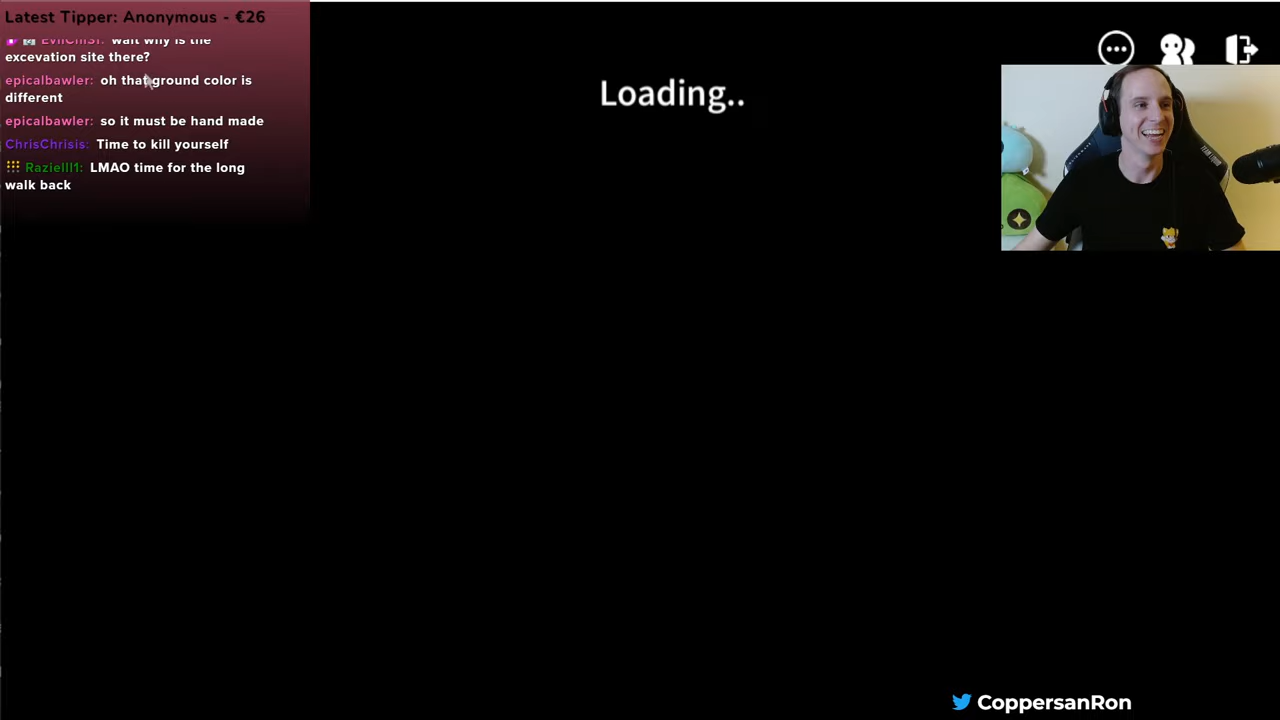 Latest Tipper: Anonymous - €26
EvilChi3f: wait why is the
excevation site there?
epicalbawler: oh that ground color is
different
epicalbawler: so it must be hand made
ChrisChrisis: Time to kill yourself
Razielll1: LMAO time for the long
walk back
Loading..
CoppersanRon